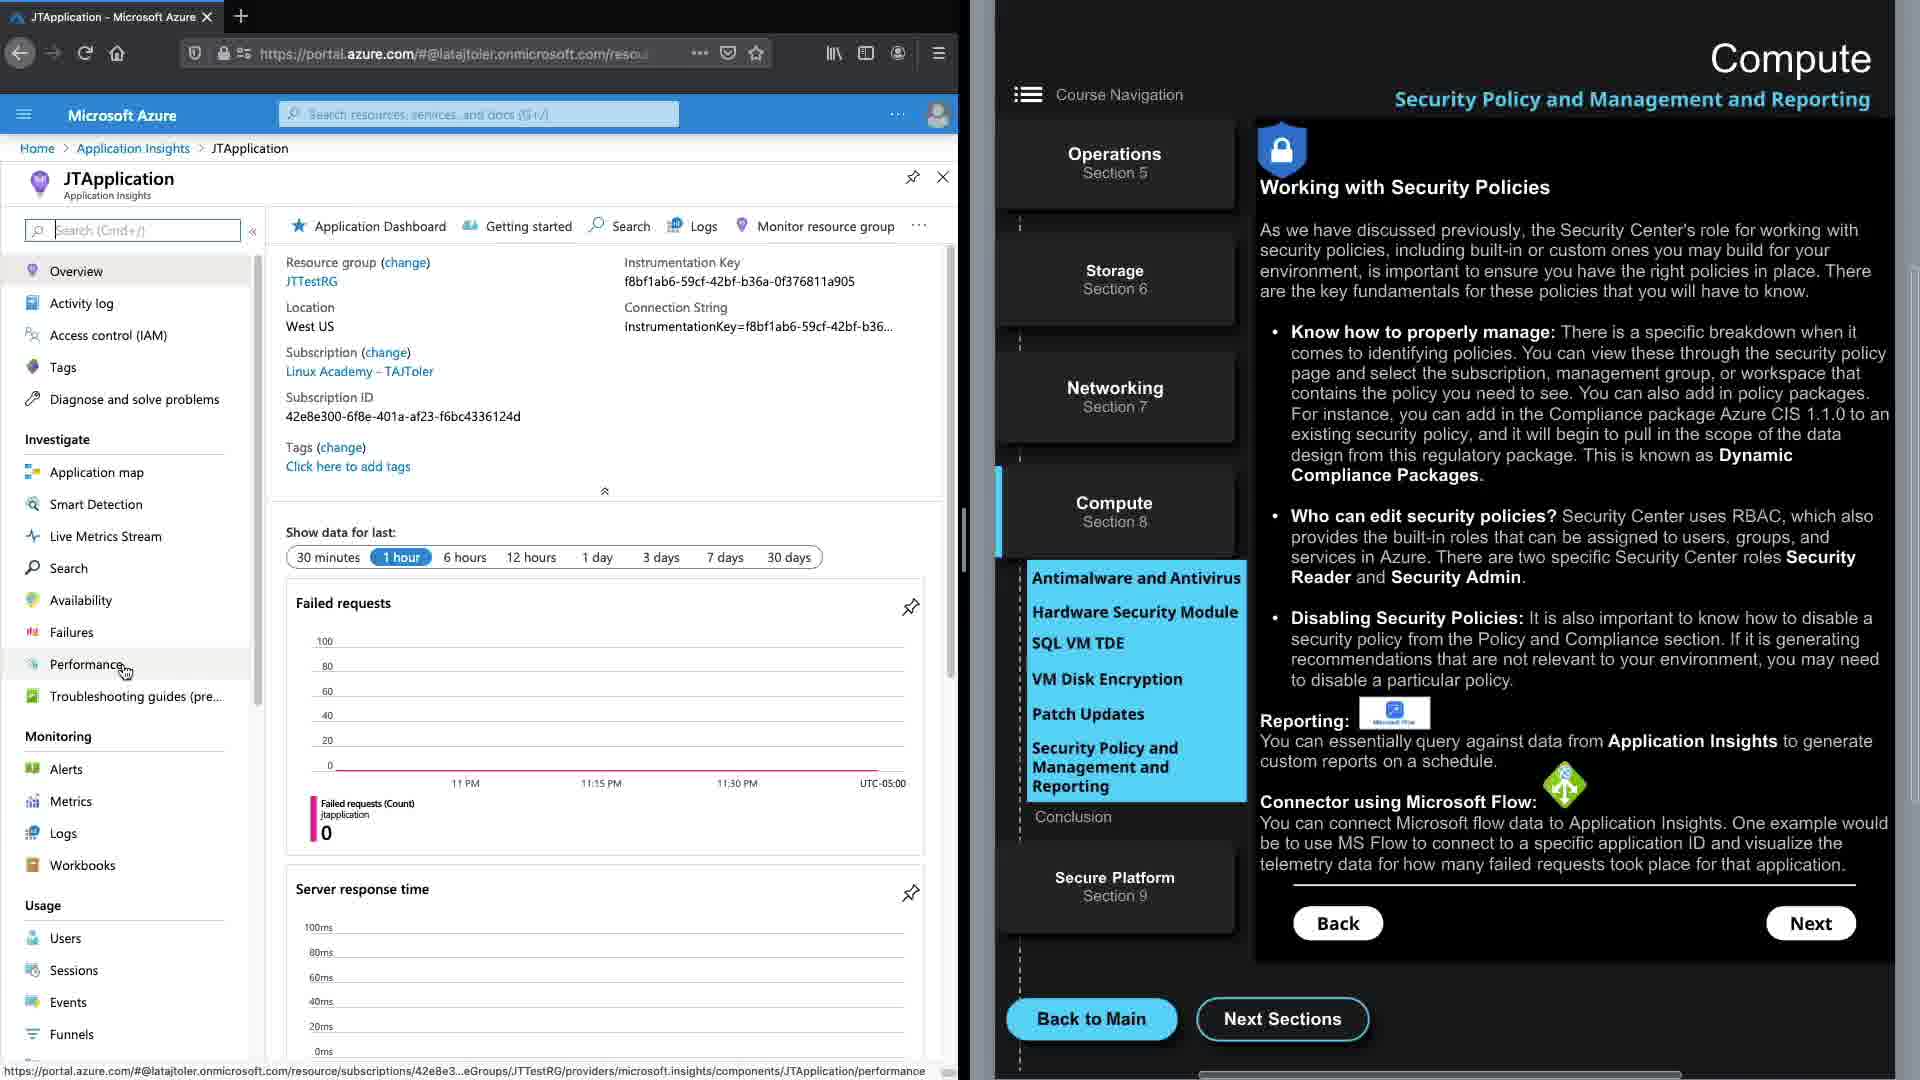 JTApplication - Microsoft Azure
https://portal.azure.com/#@latajtoler.onmicrosoft.com/resou
Microsoft Azure
Search resources, services, and docs (G+/)
Home > Application Insights > JTApplication
JTApplication
Application Insights
Search (Cmd+/)
Overview
Activity log
Access control (IAM)
Tags
Diagnose and solve problems
Investigate
Application map
Smart Detection
Live Metrics Stream
Search
Availability
Failures
Performance
Troubleshooting guides (pre...
Monitoring
Alerts
Metrics
Logs
Workbooks
Usage
Users
Sessions
Events
Funnels
Application Dashboard
Getting started
Search
Logs
Monitor resource group
Resource group (change)
JTTestRG
Location
West US
Subscription (change)
Linux Academy - TAJToler
Subscription ID
42e8e300-6f8e-401a-af23-f6bc4336124d
Tags (change)
Click here to add tags
Instrumentation Key
f8bf1ab6-59cf-42bf-b36a-0f376811a905
Connection String
InstrumentationKey=f8bf1ab6-59cf-42bf-b36...
Show data for last:
30 minutes 1 hour 6 hours 12 hours 1 day 3 days 7 days 30 days
Failed requests
100
80
60
40
20
0
11 PM 11:15 PM 11:30 PM UTC-05:00
Failed requests (Count)
jtapplication
0
Server response time
100ms
80ms
60ms
40ms
20ms
0ms
https://portal.azure.com/#@latajtoler.onmicrosoft.com/resource/subscriptions/42e8e3...eGroups/JTTestRG/providers/microsoft.insights/components/JTApplication/performance
Compute
Course Navigation
Security Policy and Management and Reporting
Operations
Section 5
Storage
Section 6
Networking
Section 7
Compute
Section 8
Antimalware and Antivirus
Hardware Security Module
SQL VM TDE
VM Disk Encryption
Patch Updates
Security Policy and
Management and
Reporting
Conclusion
Secure Platform
Section 9
Working with Security Policies
As we have discussed previously, the Security Center's role for working with
security policies, including built-in or custom ones you may build for your
environment, is important to ensure you have the right policies in place. There
are the key fundamentals for these policies that you will have to know.
• Know how to properly manage: There is a specific breakdown when it
comes to identifying policies. You can view these through the security policy
page and select the subscription, management group, or workspace that
contains the policy you need to see. You can also add in policy packages.
For instance, you can add in the Compliance package Azure CIS 1.1.0 to an
existing security policy, and it will begin to pull in the scope of the data
design from this regulatory package. This is known as Dynamic
Compliance Packages.
• Who can edit security policies? Security Center uses RBAC, which also
provides the built-in roles that can be assigned to users. groups, and
services in Azure. There are two specific Security Center roles Security
Reader and Security Admin.
• Disabling Security Policies: It is also important to know how to disable a
security policy from the Policy and Compliance section. If it is generating
recommendations that are not relevant to your environment, you may need
to disable a particular policy.
Reporting:
Microsoft Flow
You can essentially query against data from Application Insights to generate
custom reports on a schedule.
Connector using Microsoft Flow:
You can connect Microsoft flow data to Application Insights. One example would
be to use MS Flow to connect to a specific application ID and visualize the
telemetry data for how many failed requests took place for that application.
Back
Next
Back to Main
Next Sections